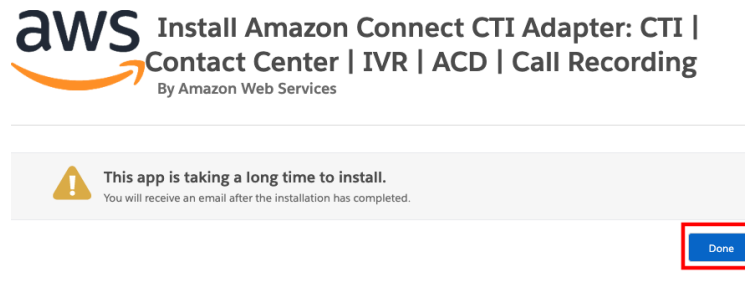 aws
Install Amazon Connect CTI Adapter: CTI |
Contact Center | IVR | ACD | Call Recording
By Amazon Web Services
This app is taking a long time to install.
You will receive an email after the installation has completed.
Done